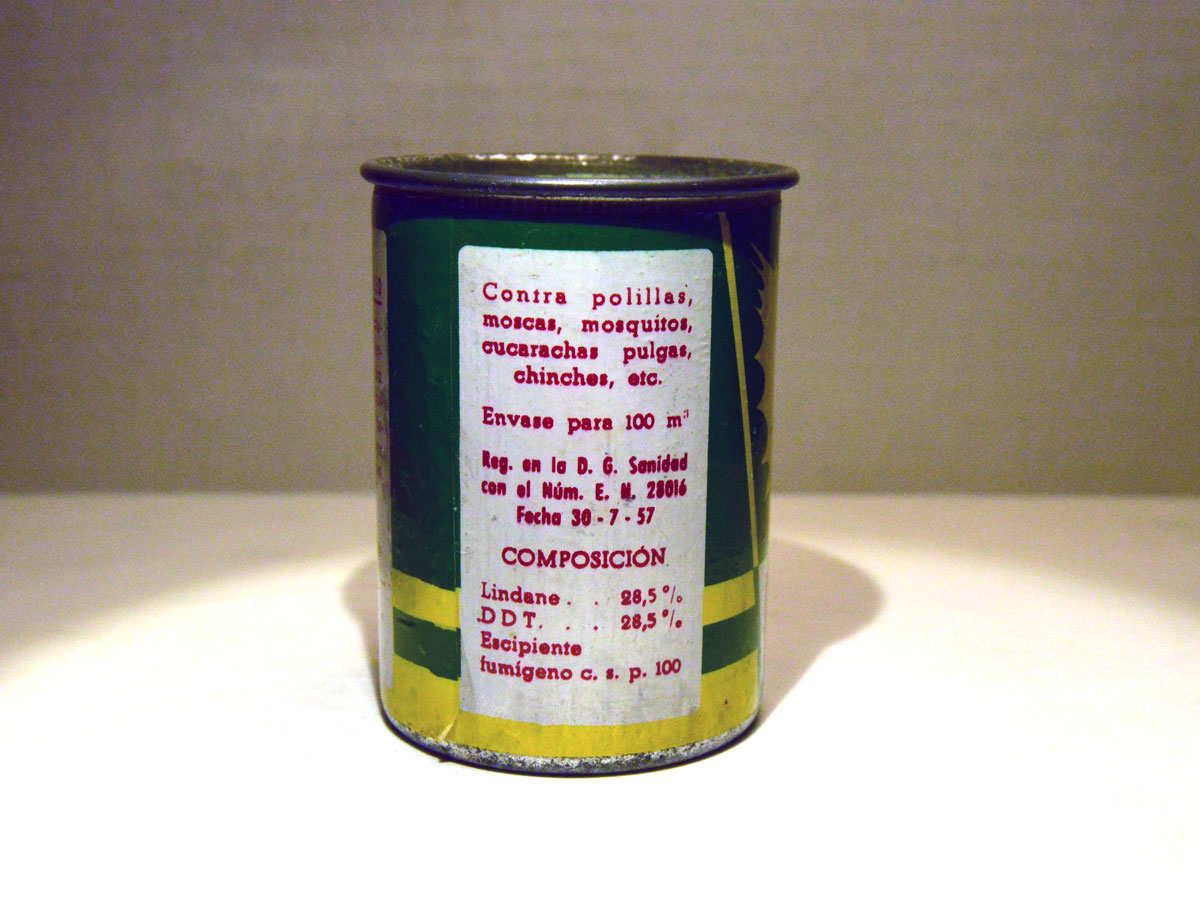 Contra polillas,
moscas, mosquitos,
cucarachas pulgas,
chinches, etc.
Envase para 100 m³
Reg. en la D. G. Sanidad
con el Núm. E. N. 28016
Fecha 30 - 7 - 57
COMPOSICIÓN
Lindane . . 28,5 %
DDT. . . 28,5 %
Escipiente
fumígeno c. s. p. 100